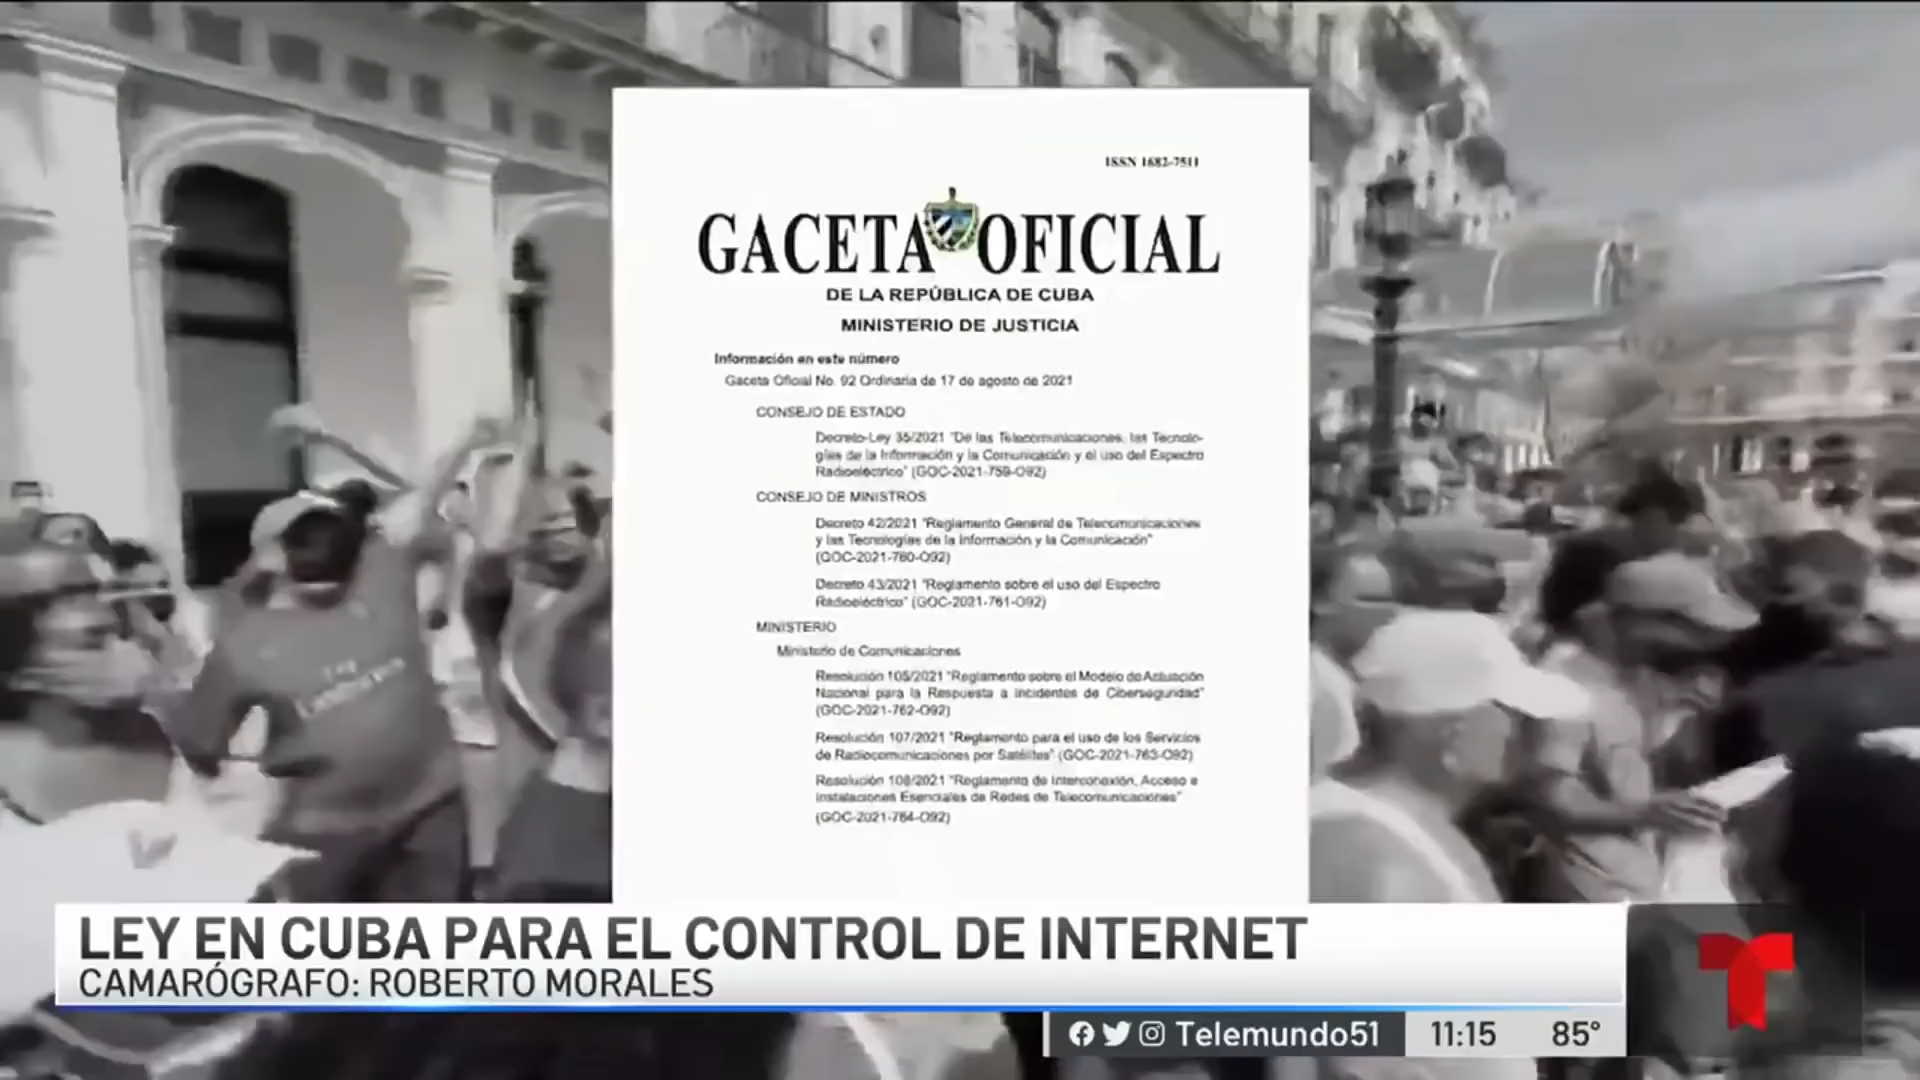 ISSN 1682-7511
GACETA OFICIAL
DE LA REPÚBLICA DE CUBA
MINISTERIO DE JUSTICIA
Información en este número
Gaceta Oficial No. 92 Ordinaria de 17 de agosto de 2021
CONSEJO DE ESTADO
Decreto-Ley 35/2021 "De las Telecomunicaciones, las Tecnolo-
gías de la Información y la Comunicación y el uso del Espectro
Radioeléctrico" (GOC-2021-759-O92)
CONSEJO DE MINISTROS
Decreto 42/2021 "Reglamento General de Telecomunicaciones
y las Tecnologías de la Información y la Comunicación"
(GOC-2021-760-O92)
Decreto 43/2021 "Reglamento sobre el uso del Espectro
Radioeléctrico" (GOC-2021-761-O92)
MINISTERIO
Ministerio de Comunicaciones
Resolución 105/2021 "Reglamento sobre el Modelo de Actuación
Nacional para la Respuesta a Incidentes de Ciberseguridad"
(GOC-2021-762-O92)
Resolución 107/2021 "Reglamento para el uso de los Servicios
de Radiocomunicaciones por Satélites" (GOC-2021-763-O92)
Resolución 108/2021 "Reglamento de Interconexión, Acceso e
Instalaciones Esenciales de Redes de Telecomunicaciones"
(GOC-2021-764-O92)
LEY EN CUBA PARA EL CONTROL DE INTERNET
CAMARÓGRAFO: ROBERTO MORALES
Telemundo51 11:15 85°